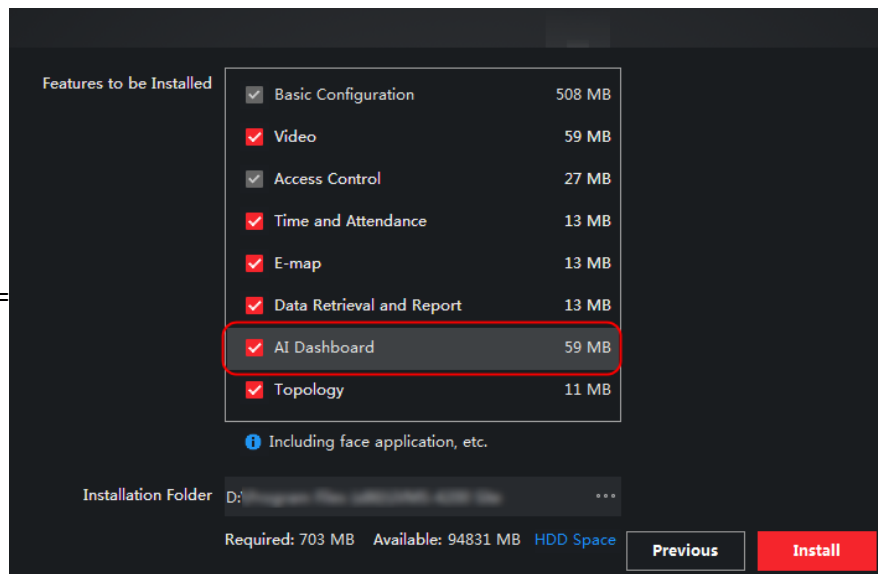 Features to be Installed
Basic Configuration 508 MB
Video 59 MB
Access Control 27 MB
Time and Attendance 13 MB
E-map 13 MB
Data Retrieval and Report 13 MB
AI Dashboard 59 MB
Topology 11 MB
Including face application, etc.
Installation Folder D:\ ...
Required: 703 MB Available: 94831 MB HDD Space
Previous Install